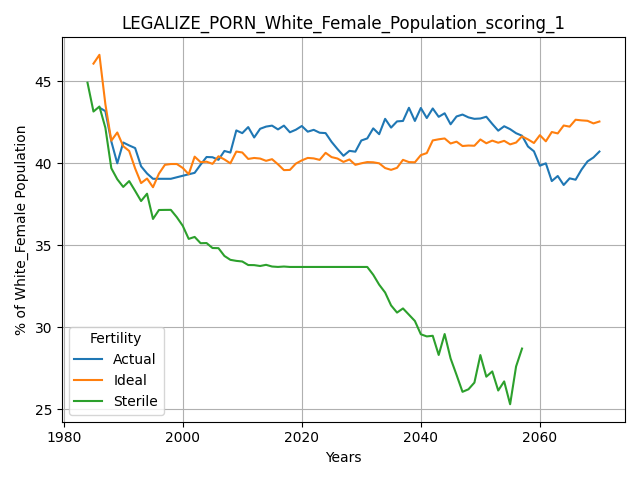 LEGALIZE_PORN_White_Female_Population_scoring_1
% of White_Female Population
45
40
35
30
25
Fertility
Actual
Ideal
Sterile
1980
2000
2020
2040
2060
Years